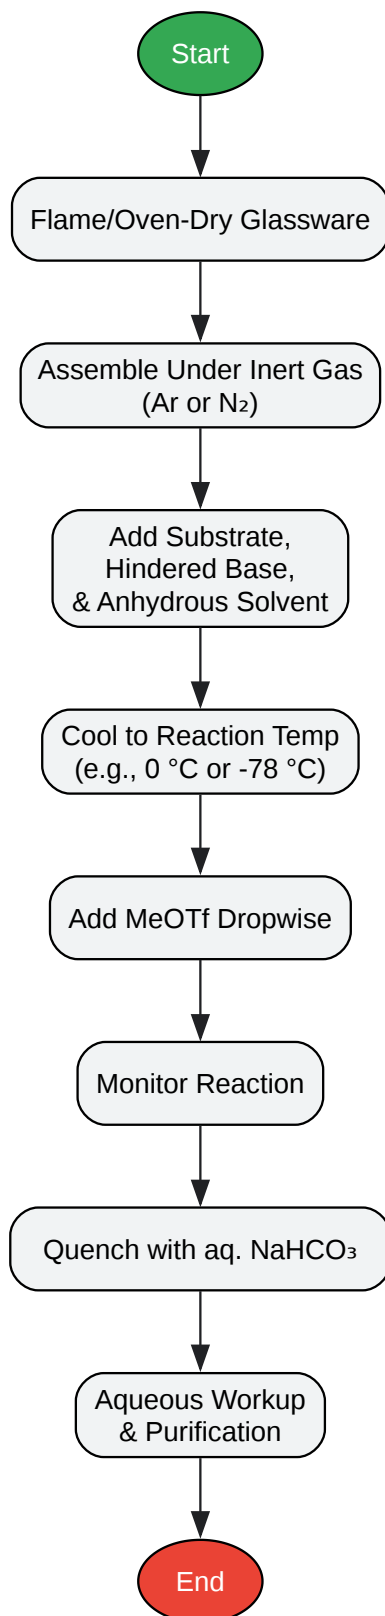 Start
Flame/Oven-Dry Glassware
Assemble Under Inert Gas
(Ar or N₂)
Add Substrate,
Hindered Base,
& Anhydrous Solvent
Cool to Reaction Temp
(e.g., 0 °C or -78 °C)
Add MeOTf Dropwise
Monitor Reaction
Quench with aq. NaHCO₃
Aqueous Workup
& Purification
End